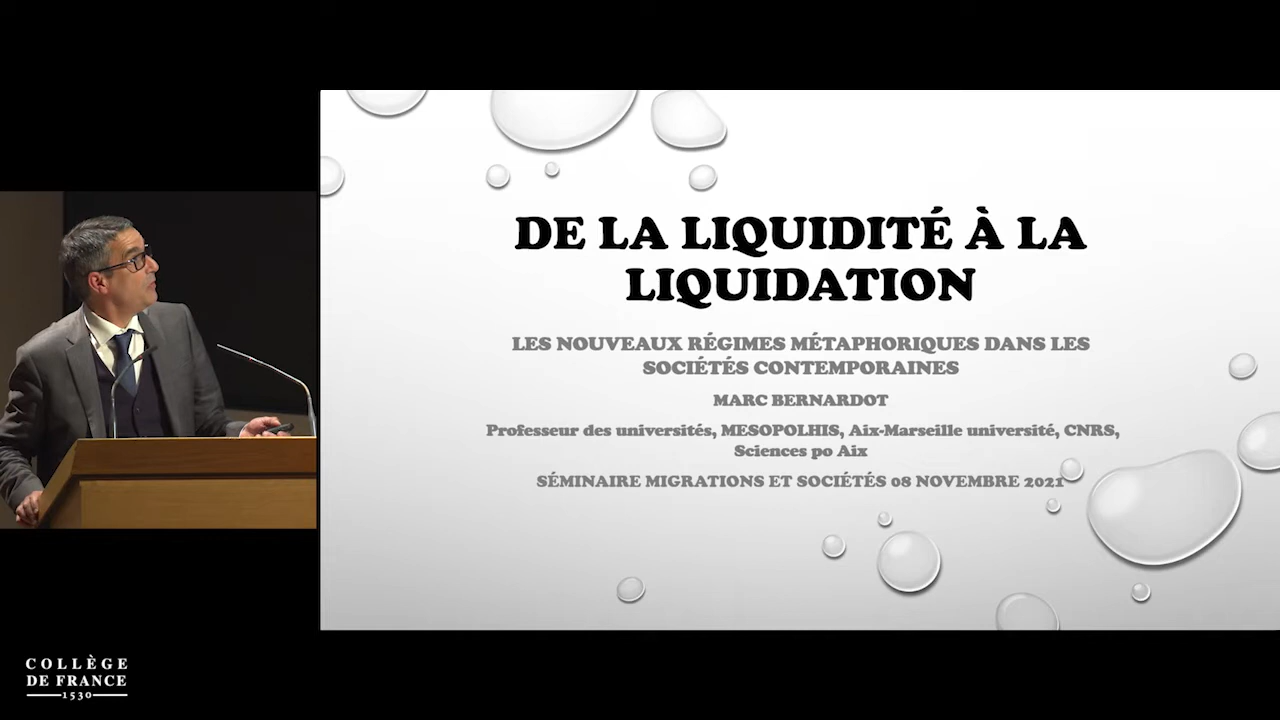 DE LA LIQUIDITÉ À LA
LIQUIDATION
LES NOUVEAUX RÉGIMES MÉTAPHORIQUES DANS LES
SOCIÉTÉS CONTEMPORAINES
MARC BERNARDOT
Professeur des universités, MESOPOLHIS, Aix-Marseille université, CNRS,
Sciences po Aix
SÉMINAIRE MIGRATIONS ET SOCIÉTÉS 08 NOVEMBRE 2021
COLLÈGE
DE FRANCE
1530